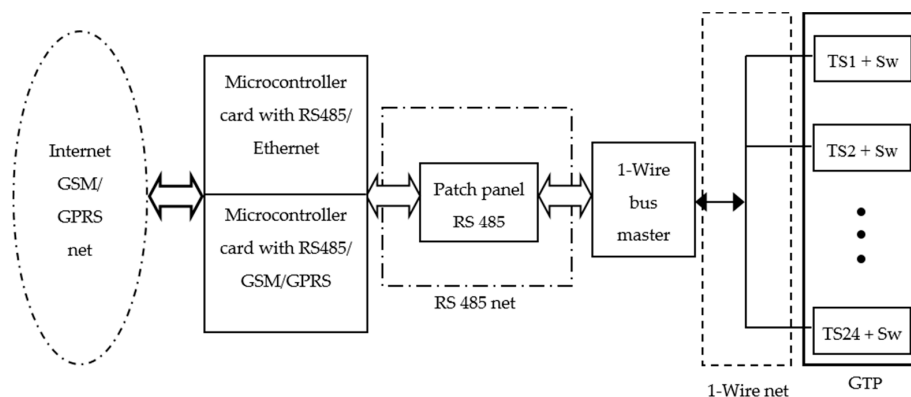 Internet
GSM/
GPRS
net
Microcontroller
card with RS485/
Ethernet
Microcontroller
card with RS485/
GSM/GPRS
Patch panel
RS 485
RS 485 net
1-Wire
bus
master
1-Wire net
TS1 + Sw
TS2 + Sw
TS24 + Sw
GTP